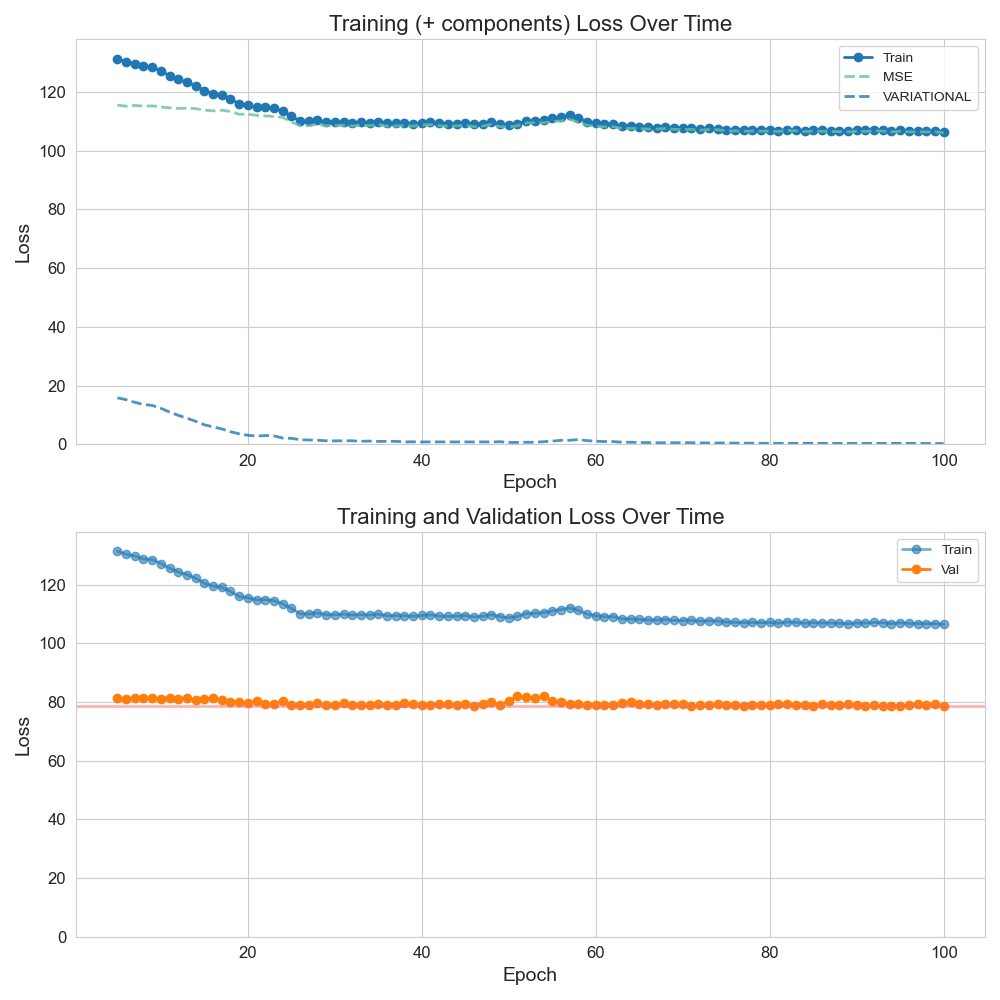 Training (+ components) Loss Over Time
Train
MSE
VARIATIONAL
120
100
80
60
40
20
0
Loss
20 40 60 80 100
Epoch
Training and Validation Loss Over Time
Train
Val
120
100
80
60
40
20
0
Loss
20 40 60 80 100
Epoch